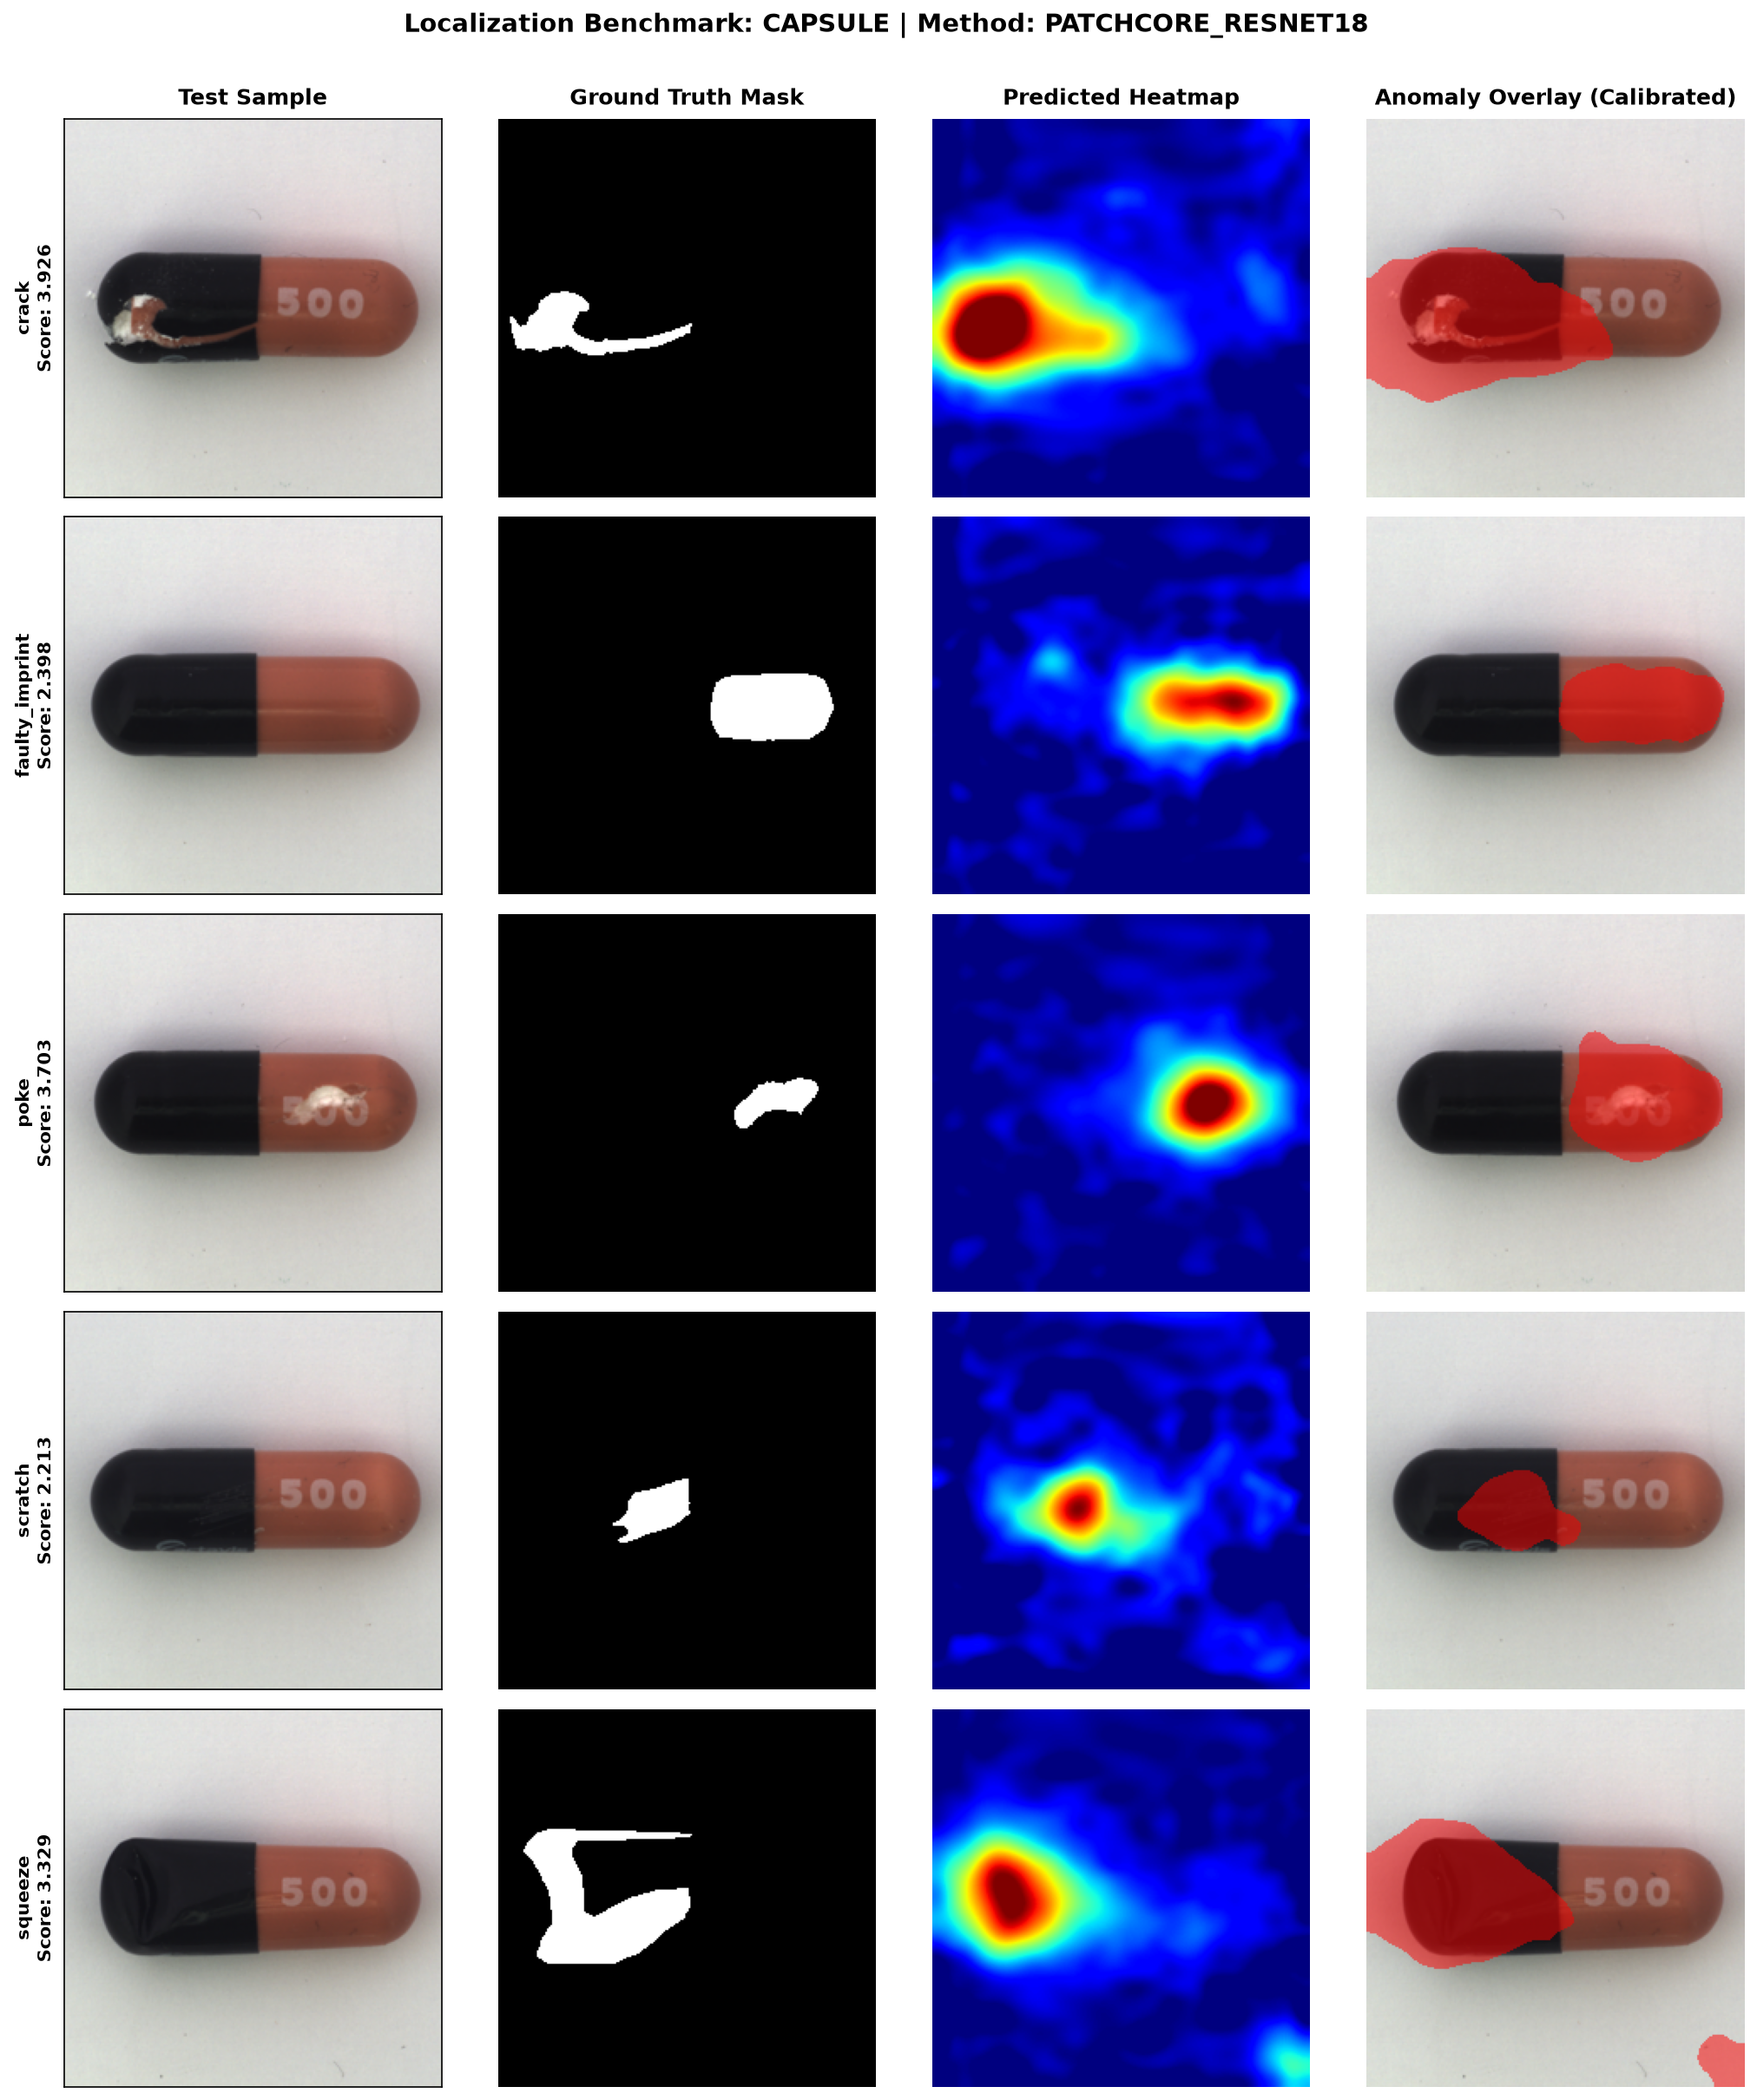 Localization Benchmark: CAPSULE | Method: PATCHCORE_RESNET18
Test Sample
Ground Truth Mask
Predicted Heatmap
Anomaly Overlay (Calibrated)
crack
Score: 3.926
500
500
faulty_imprint
Score: 2.398
poke
Score: 3.703
500
500
scratch
Score: 2.213
500
500
squeeze
Score: 3.329
500
500